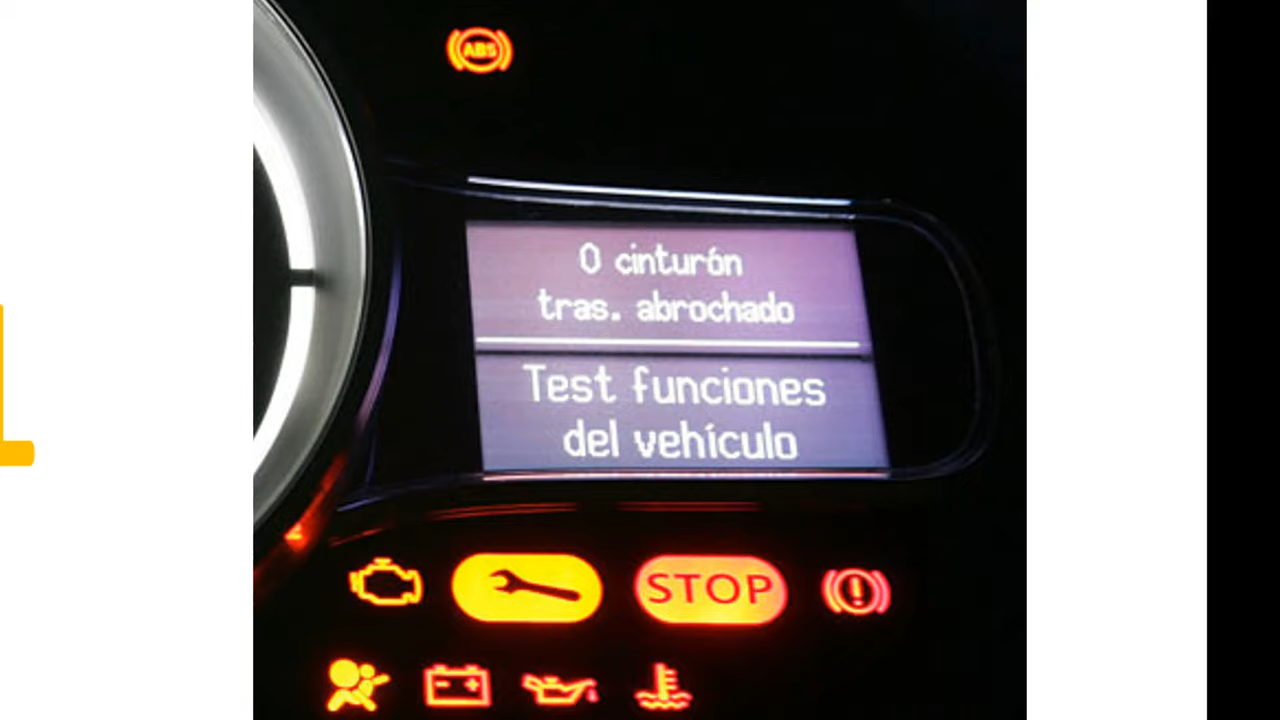 ABS
0 cinturón
tras. abrochado
Test funciones
del vehículo
STOP